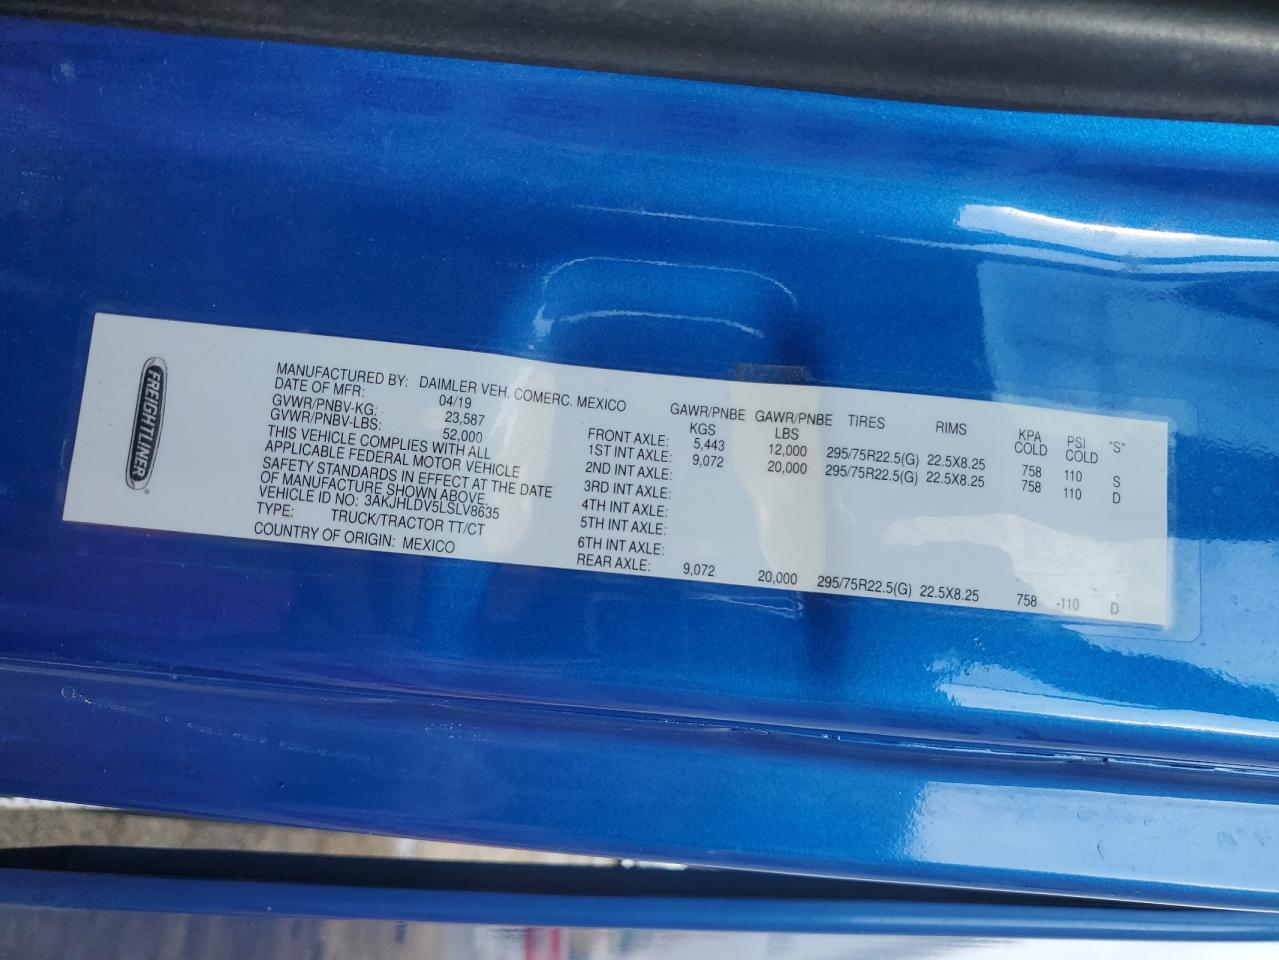 FREIGHTLINER
MANUFACTURED BY: DAIMLER VEH. COMERC. MEXICO
DATE OF MFR: 04/19
GVWR/PNBV-KG: 23,587
GVWR/PNBV-LBS: 52,000
THIS VEHICLE COMPLIES WITH ALL
APPLICABLE FEDERAL MOTOR VEHICLE
SAFETY STANDARDS IN EFFECT AT THE DATE
OF MANUFACTURE SHOWN ABOVE.
VEHICLE ID NO: 3AKJHLDV5LSLV8635
TYPE: TRUCK/TRACTOR TT/CT
COUNTRY OF ORIGIN: MEXICO
GAWR/PNBE GAWR/PNBE TIRES RIMS KPA PSI "S"
KGS LBS COLD COLD
FRONT AXLE: 5,443 12,000 295/75R22.5(G) 22.5X8.25 758 110 S
1ST INT AXLE: 9,072 20,000 295/75R22.5(G) 22.5X8.25 758 110 D
2ND INT AXLE:
3RD INT AXLE:
4TH INT AXLE:
5TH INT AXLE:
6TH INT AXLE:
REAR AXLE: 9,072 20,000 295/75R22.5(G) 22.5X8.25 758 -110 D